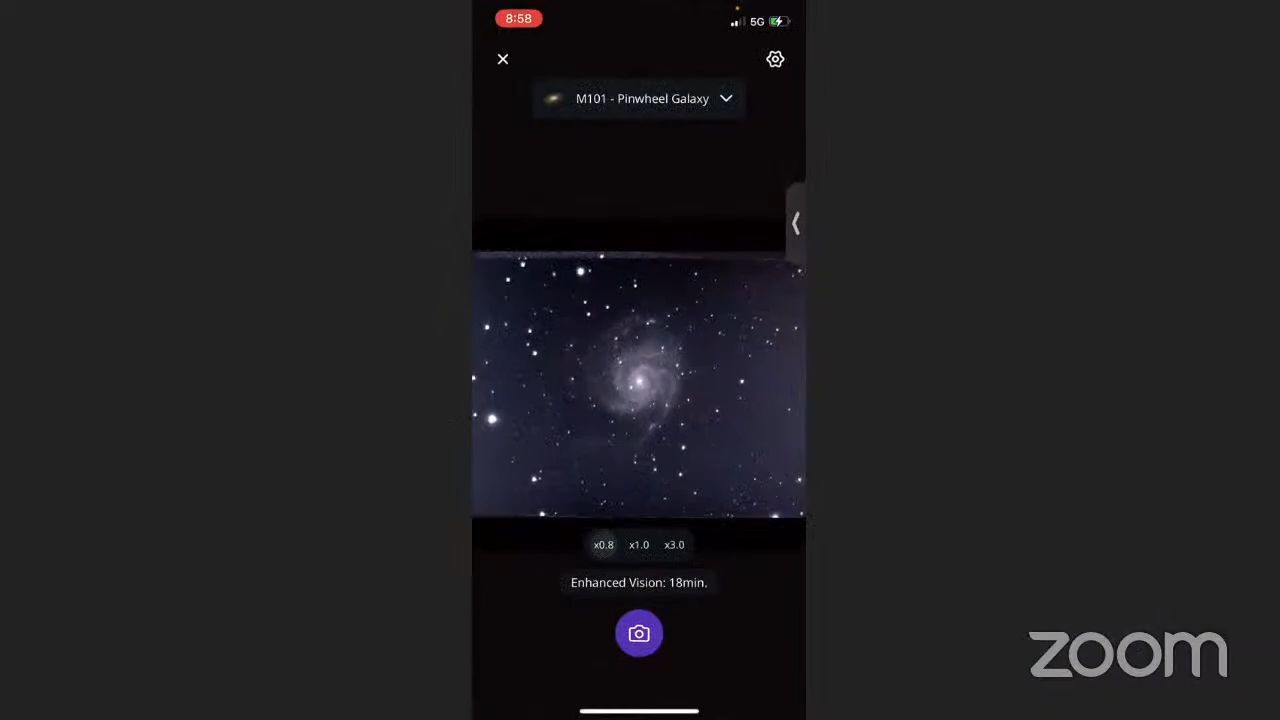 8:58
5G
M101 - Pinwheel Galaxy
x0.8 x1.0 x3.0
Enhanced Vision: 18min.
zoom